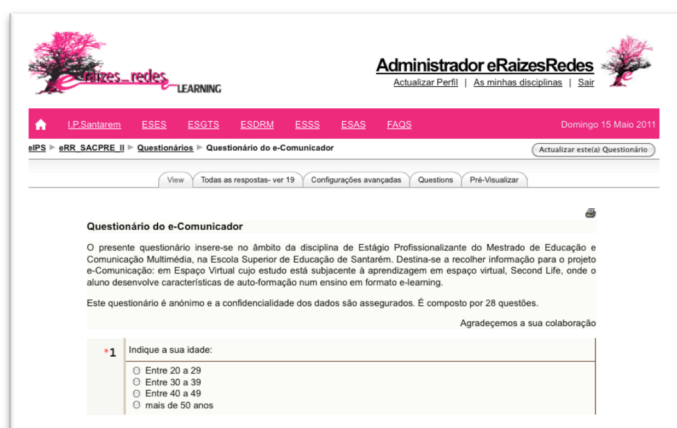 eraizes_redes
LEARNING
Administrador eRaizesRedes
Actualizar Perfil | As minhas disciplinas | Sair
I.P.Santarem ESES ESGTS ESDRM ESSS ESAS FAQS Domingo 15 Maio 2011
eIPS ► eRR_SACPRE_II ► Questionários ► Questionário do e-Comunicador
Actualizar este(a) Questionário
View Todas as respostas- ver 19 Configurações avançadas Questions Pré-Visualizar
Questionário do e-Comunicador
O presente questionário insere-se no âmbito da disciplina de Estágio Profissionalizante do Mestrado de Educação e
Comunicação Multimédia, na Escola Superior de Educação de Santarém. Destina-se a recolher informação para o projeto
e-Comunicação: em Espaço Virtual cujo estudo está subjacente à aprendizagem em espaço virtual, Second Life, onde o
aluno desenvolve características de auto-formação num ensino em formato e-learning.
Este questionário é anónimo e a confidencialidade dos dados são assegurados. É composto por 28 questões.
Agradeçemos a sua colaboração
*1 Indique a sua idade:
Entre 20 a 29
Entre 30 a 39
Entre 40 a 49
mais de 50 anos